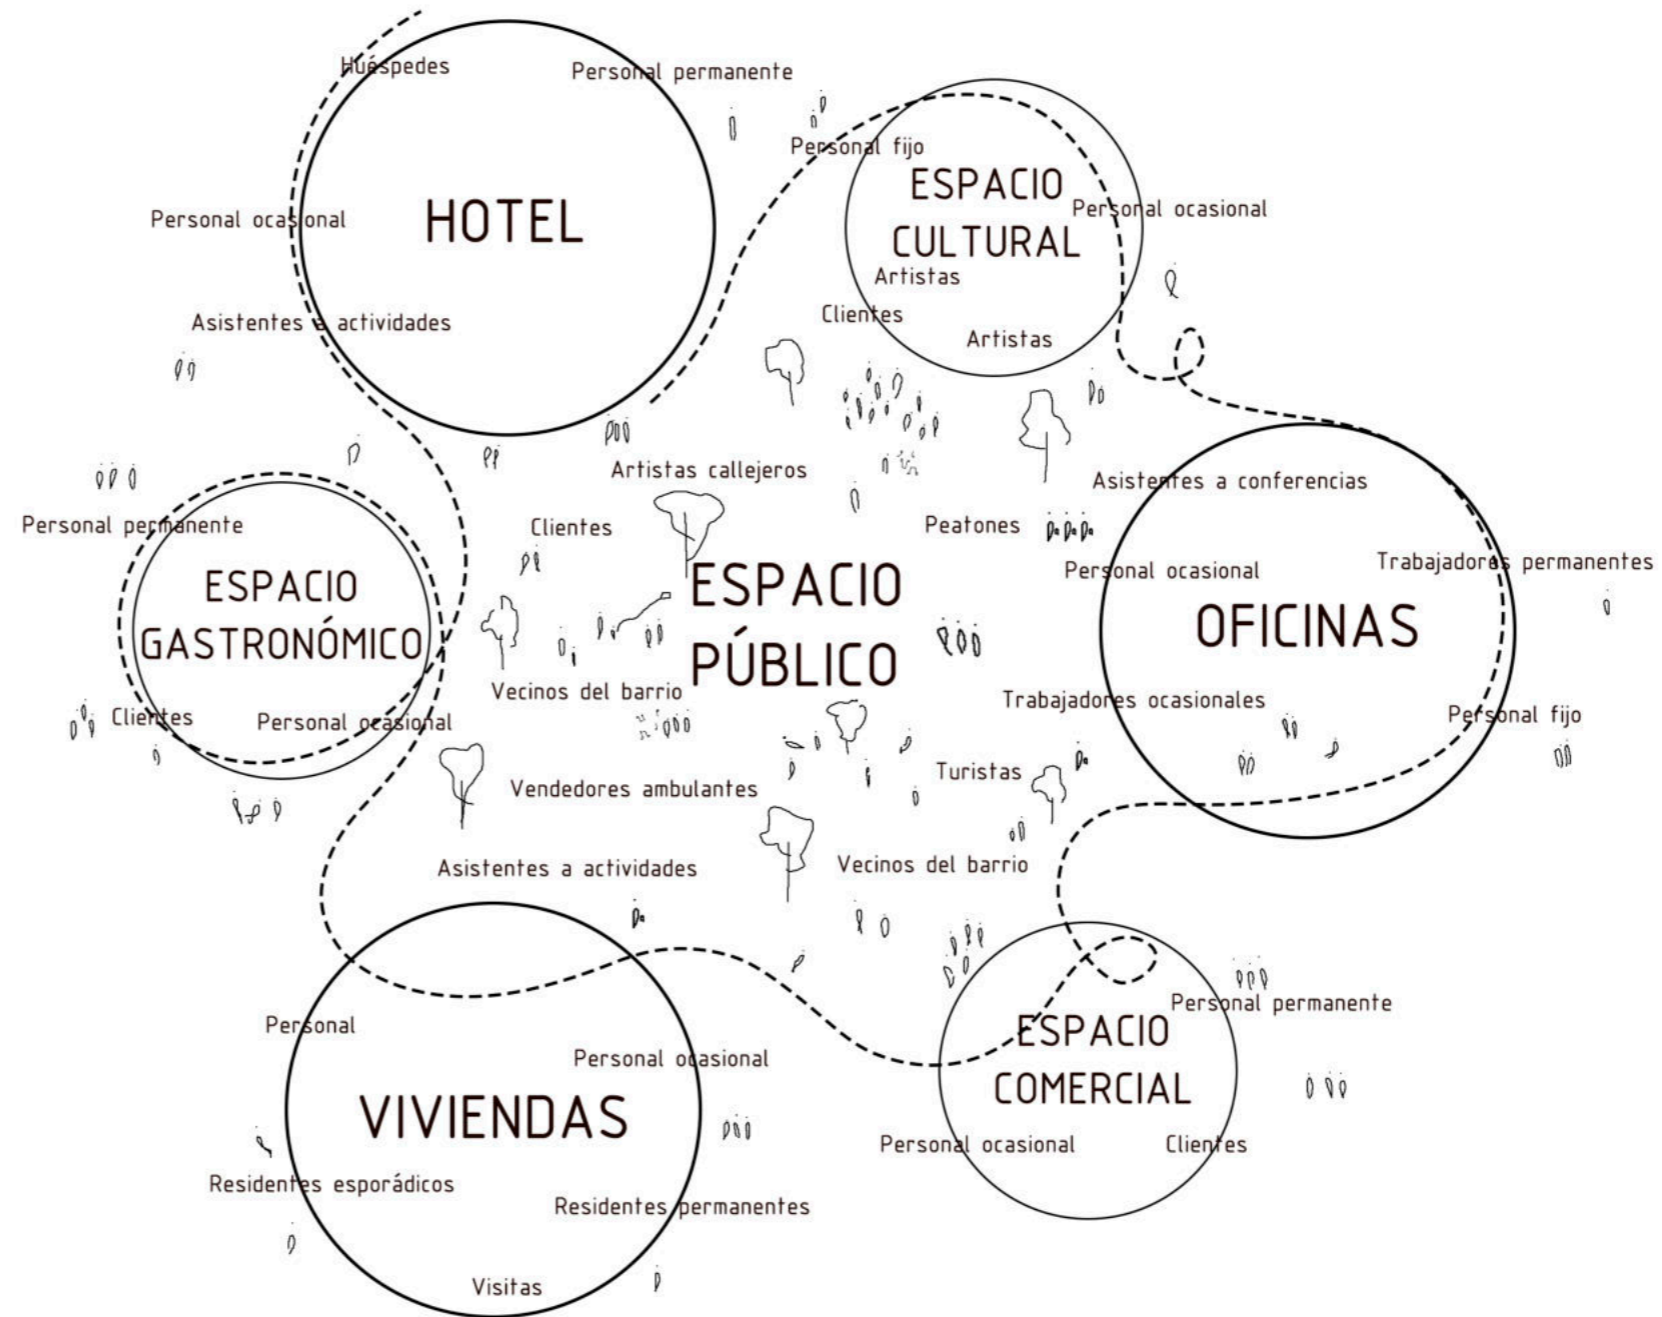 Huéspedes
Personal permanente
Personal ocasional
HOTEL
Asistentes a actividades
Personal fijo
ESPACIO
CULTURAL
Personal ocasional
Artistas
Clientes
Artistas
Artistas callejeros
Clientes
Peatones
ESPACIO
PÚBLICO
Vecinos del barrio
Vendedores ambulantes
Turistas
Asistentes a actividades
Vecinos del barrio
Asistentes a conferencias
Personal ocasional
Trabajadores permanentes
OFICINAS
Trabajadores ocasionales
Personal fijo
Personal permanente
ESPACIO
GASTRONÓMICO
Clientes
Personal ocasional
Personal
Personal ocasional
VIVIENDAS
Residentes esporádicos
Residentes permanentes
Visitas
Personal permanente
ESPACIO
COMERCIAL
Personal ocasional
Clientes